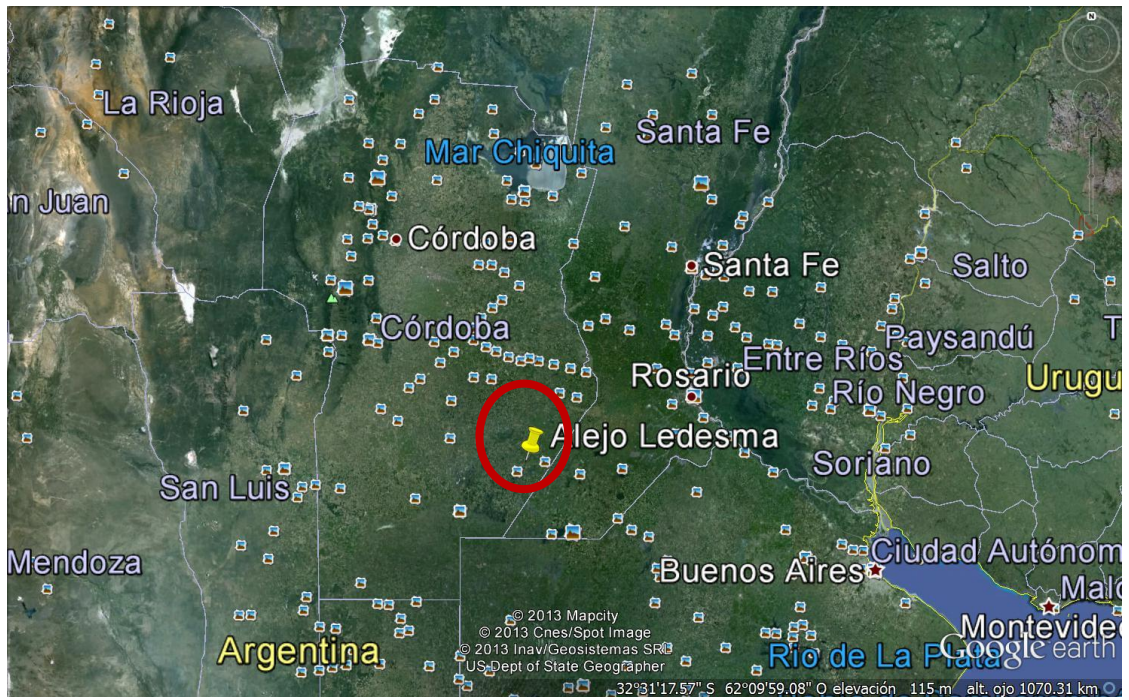 N
La Rioja
Santa Fe
Mar Chiquita
n Juan
Córdoba
Santa Fe
Salto
Córdoba
Paysandú
T
Entre Ríos
Rosario
Río Negro
Urugu
Alejo Ledesma
Soriano
San Luis
Mendoza
Ciudad Autónom
Buenos Aires
Maló
© 2013 Mapcity
© 2013 Cnes/Spot Image
© 2013 Inav/Geosistemas SRL
US Dept of State Geographer
Argentina
Montevideo
Río de La Plata
Google earth
32°31'17.57" S 62°09'59.08" O elevación 115 m alt. ojo 1070.31 km